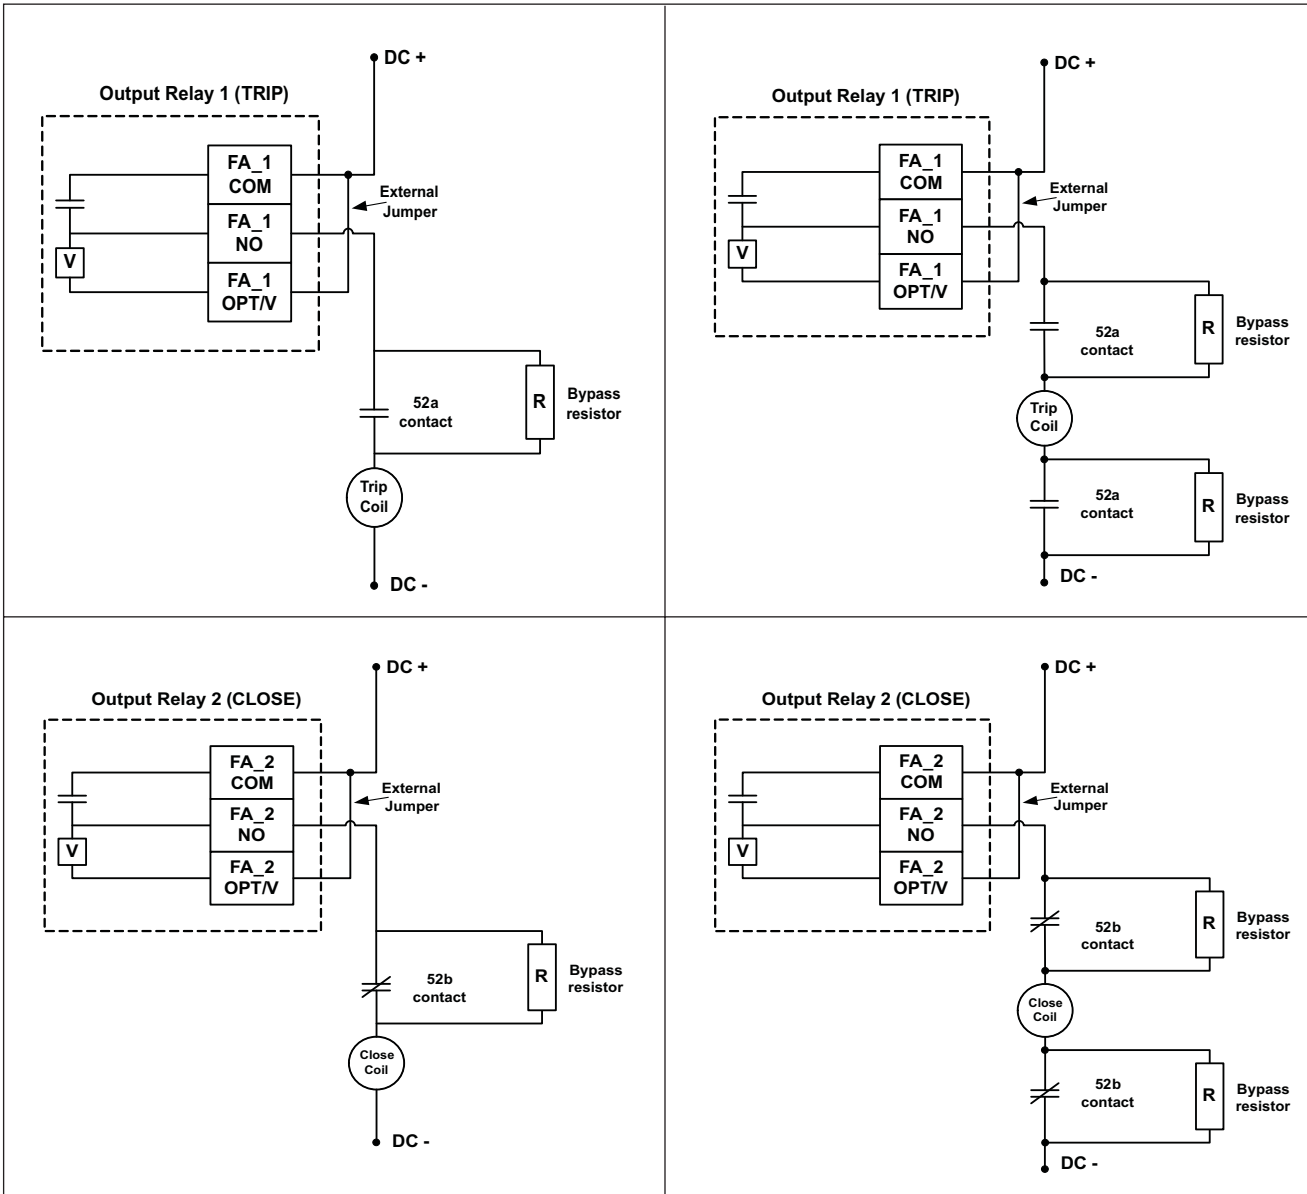 DC +
Output Relay 1 (TRIP)
FA_1
COM
External
Jumper
FA_1
NO
V
FA_1
OPT/V
52a
contact
R
Bypass
resistor
Trip
Coil
DC -
DC +
Output Relay 1 (TRIP)
FA_1
COM
External
Jumper
FA_1
NO
V
FA_1
OPT/V
52a
contact
R
Bypass
resistor
Trip
Coil
52a
contact
R
Bypass
resistor
DC -
DC +
Output Relay 2 (CLOSE)
FA_2
COM
External
Jumper
FA_2
NO
V
FA_2
OPT/V
52b
contact
R
Bypass
resistor
Close
Coil
DC -
DC +
Output Relay 2 (CLOSE)
FA_2
COM
External
Jumper
FA_2
NO
V
FA_2
OPT/V
52b
contact
R
Bypass
resistor
Close
Coil
52b
contact
R
Bypass
resistor
DC -